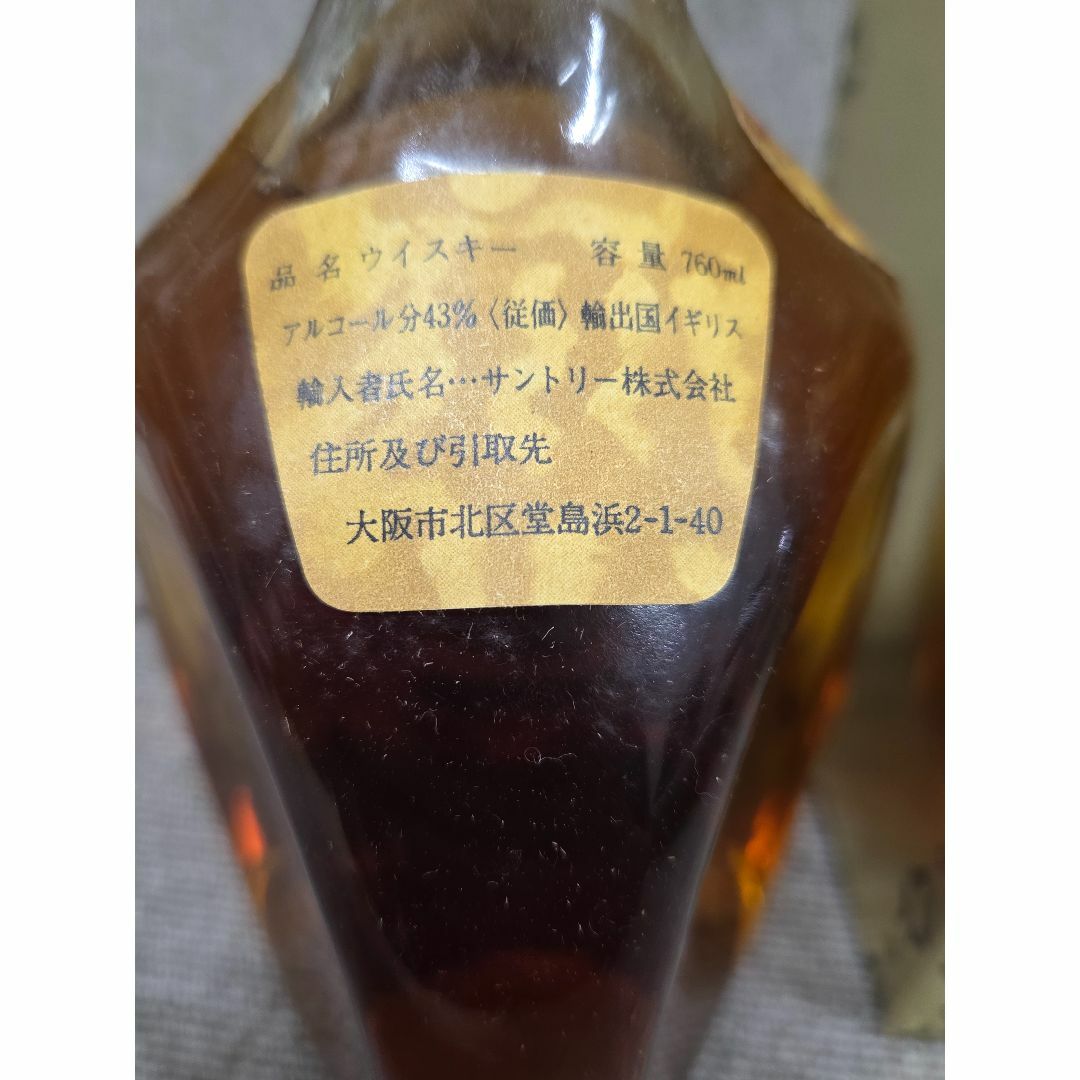 品名 ウイスキー 容量 760ml
アルコール分43%〈従価〉輸出国イギリス
輸入者氏名…サントリー株式会社
住所及び引取先
大阪市北区堂島浜2-1-40